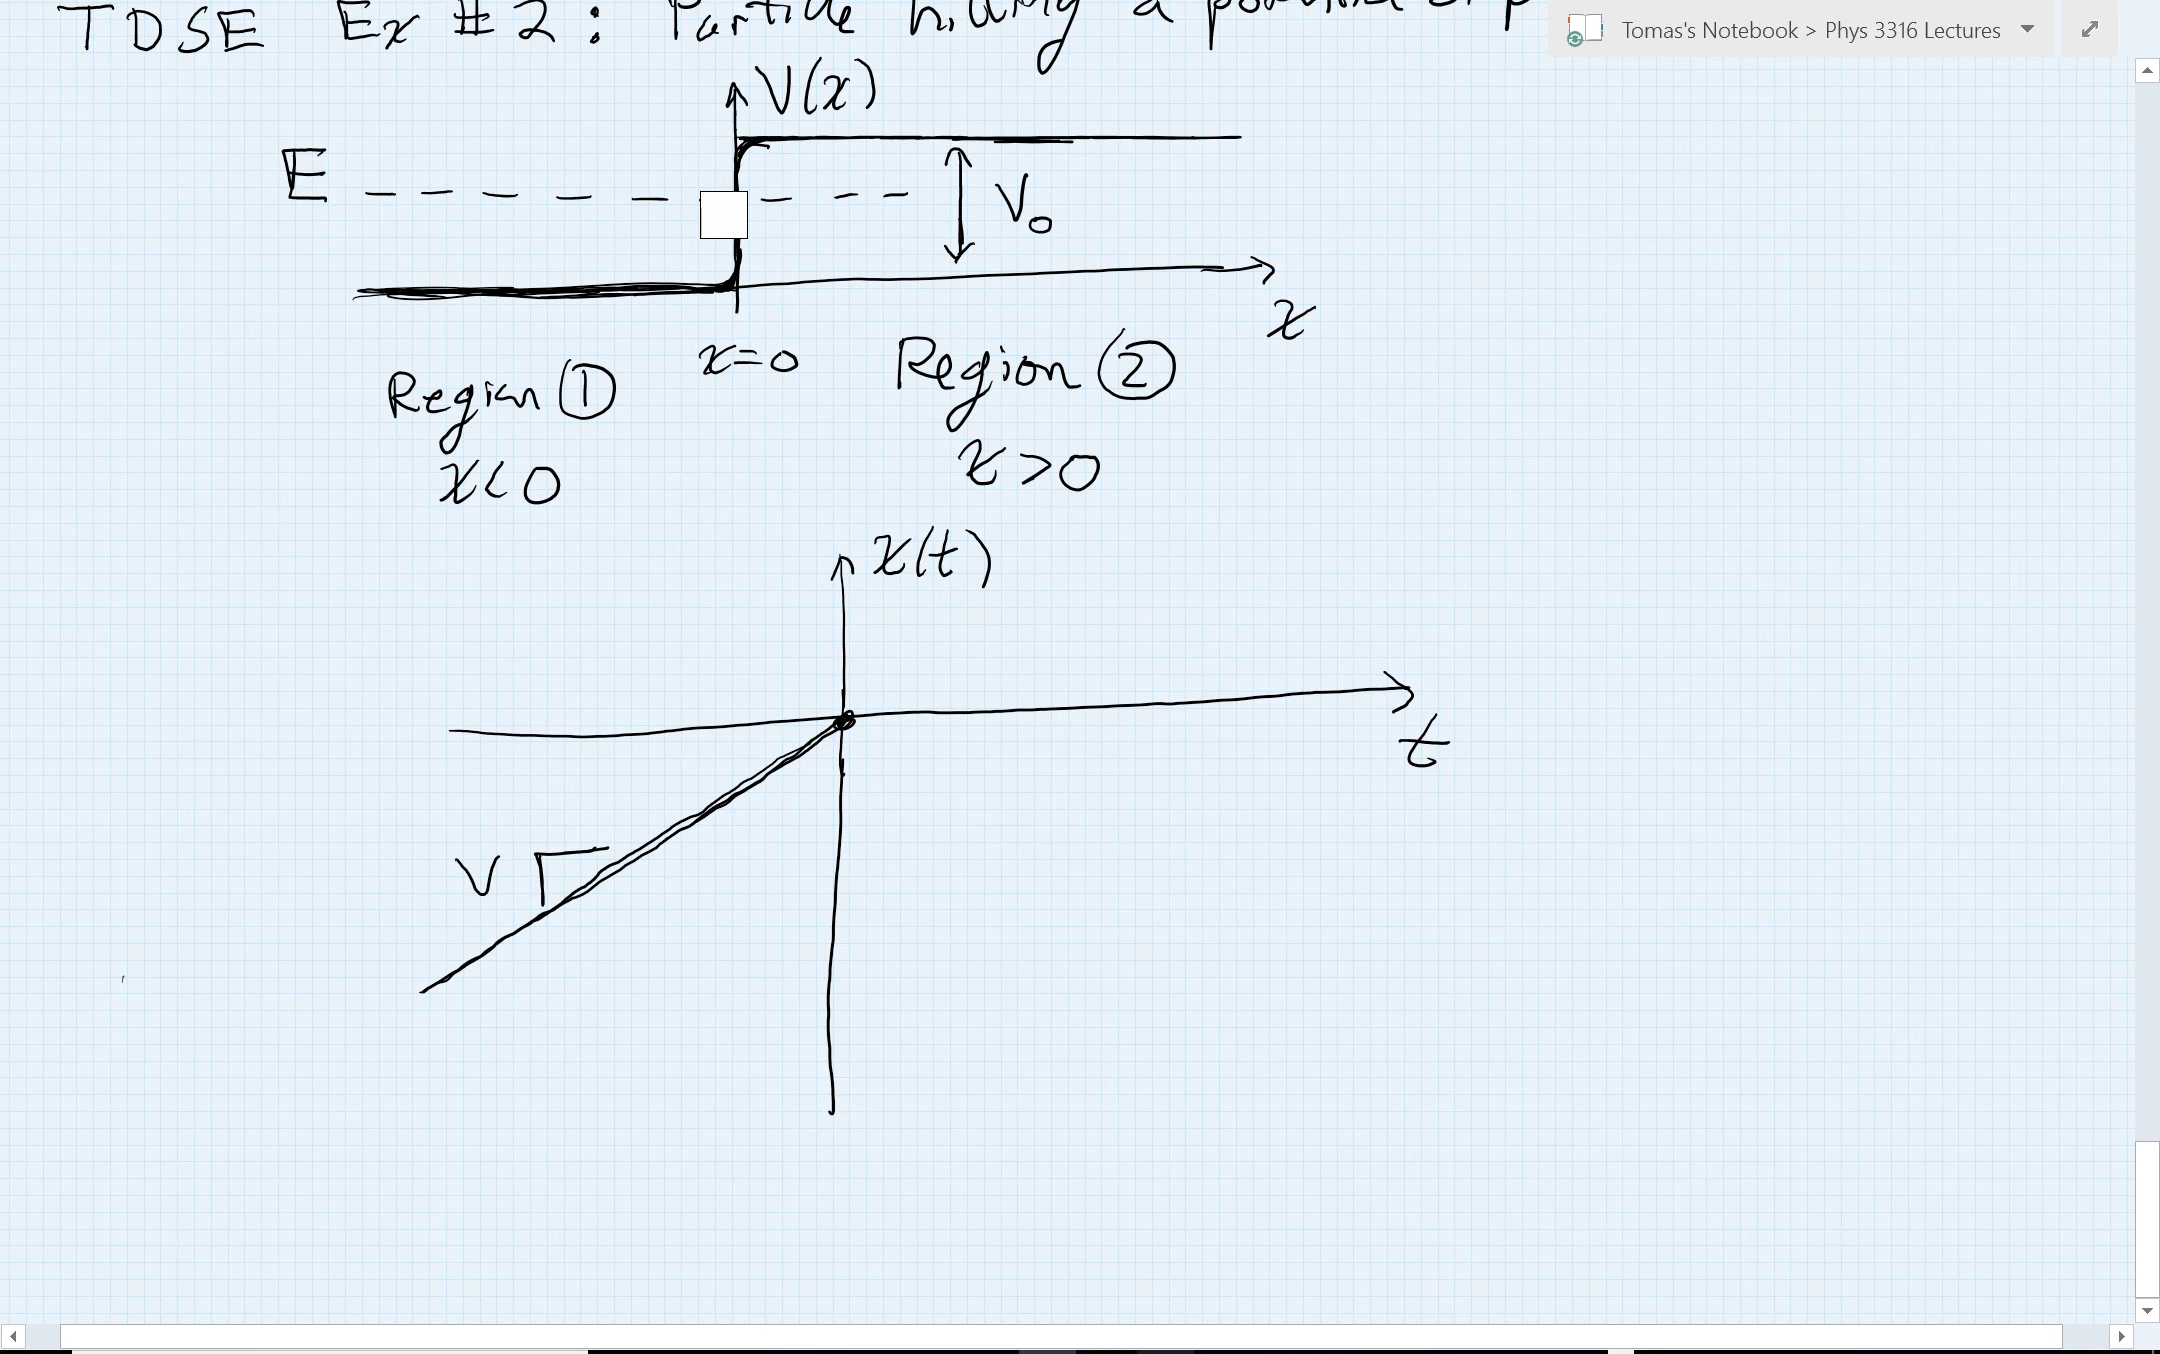 TDSE Ex #2: Particle hitting a potential step
Tomas's Notebook > Phys 3316 Lectures
V(x)
E
V₀
x
x=0
Region ①
Region ②
x<0
x>0
x(t)
t
V